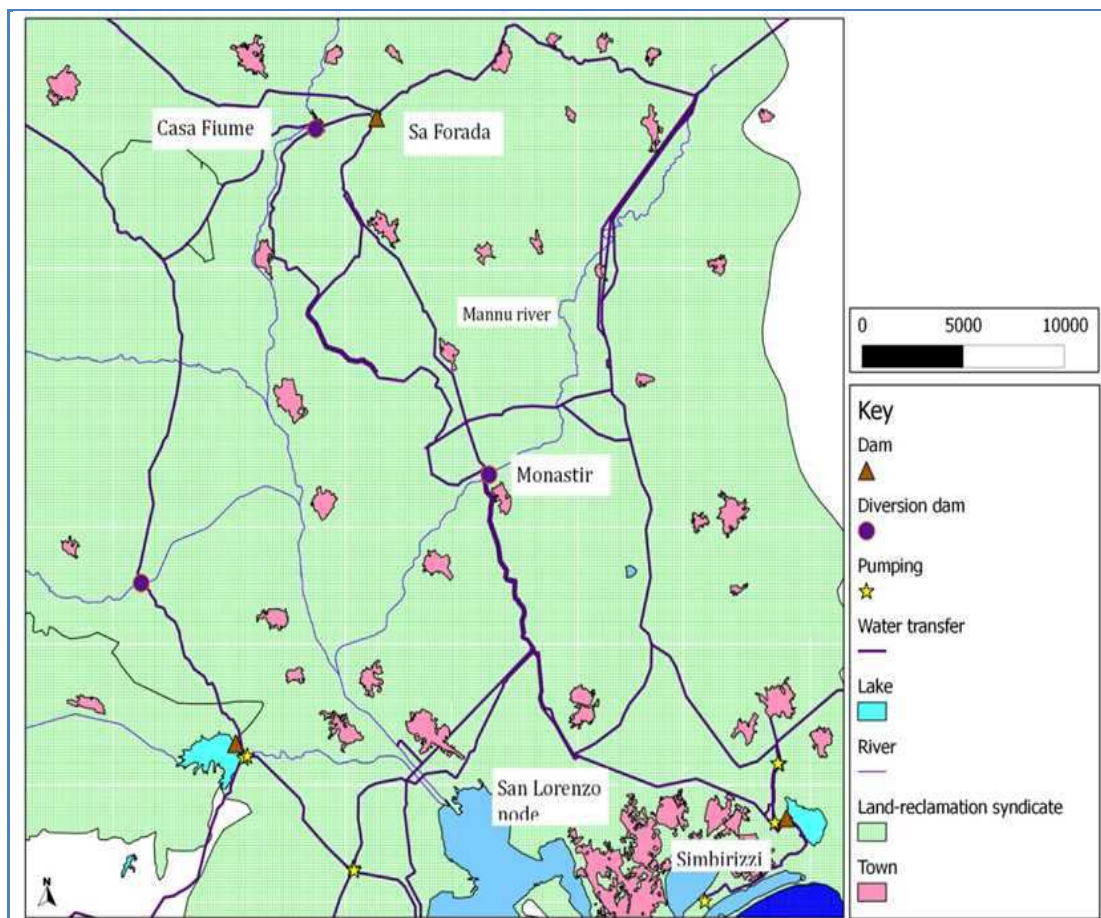 Casa Fiume
Sa Forada
Mannu river
Monastir
San Lorenzo
node
Simbirizzi
N
0 5000 10000
Key
Dam
Diversion dam
Pumping
Water transfer
Lake
River
Land-reclamation syndicate
Town